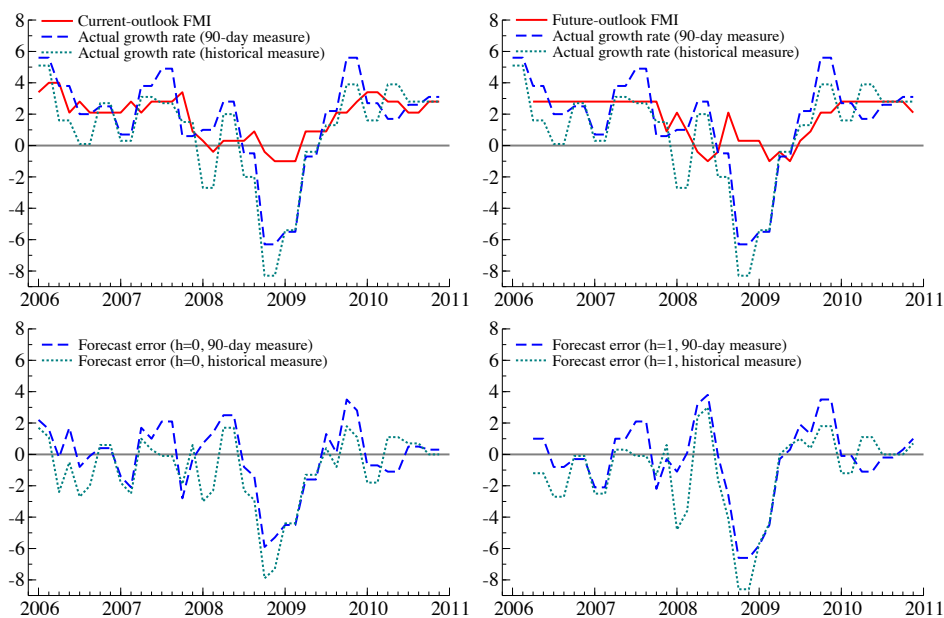 8
6
4
2
0
-2
-4
-6
-8
Current-outlook FMI
Actual growth rate (90-day measure)
Actual growth rate (historical measure)
2006 2007 2008 2009 2010 2011
8
6
4
2
0
-2
-4
-6
-8
Future-outlook FMI
Actual growth rate (90-day measure)
Actual growth rate (historical measure)
2006 2007 2008 2009 2010 2011
8
6
4
2
0
-2
-4
-6
-8
Forecast error (h=0, 90-day measure)
Forecast error (h=0, historical measure)
2006 2007 2008 2009 2010 2011
8
6
4
2
0
-2
-4
-6
-8
Forecast error (h=1, 90-day measure)
Forecast error (h=1, historical measure)
2006 2007 2008 2009 2010 2011